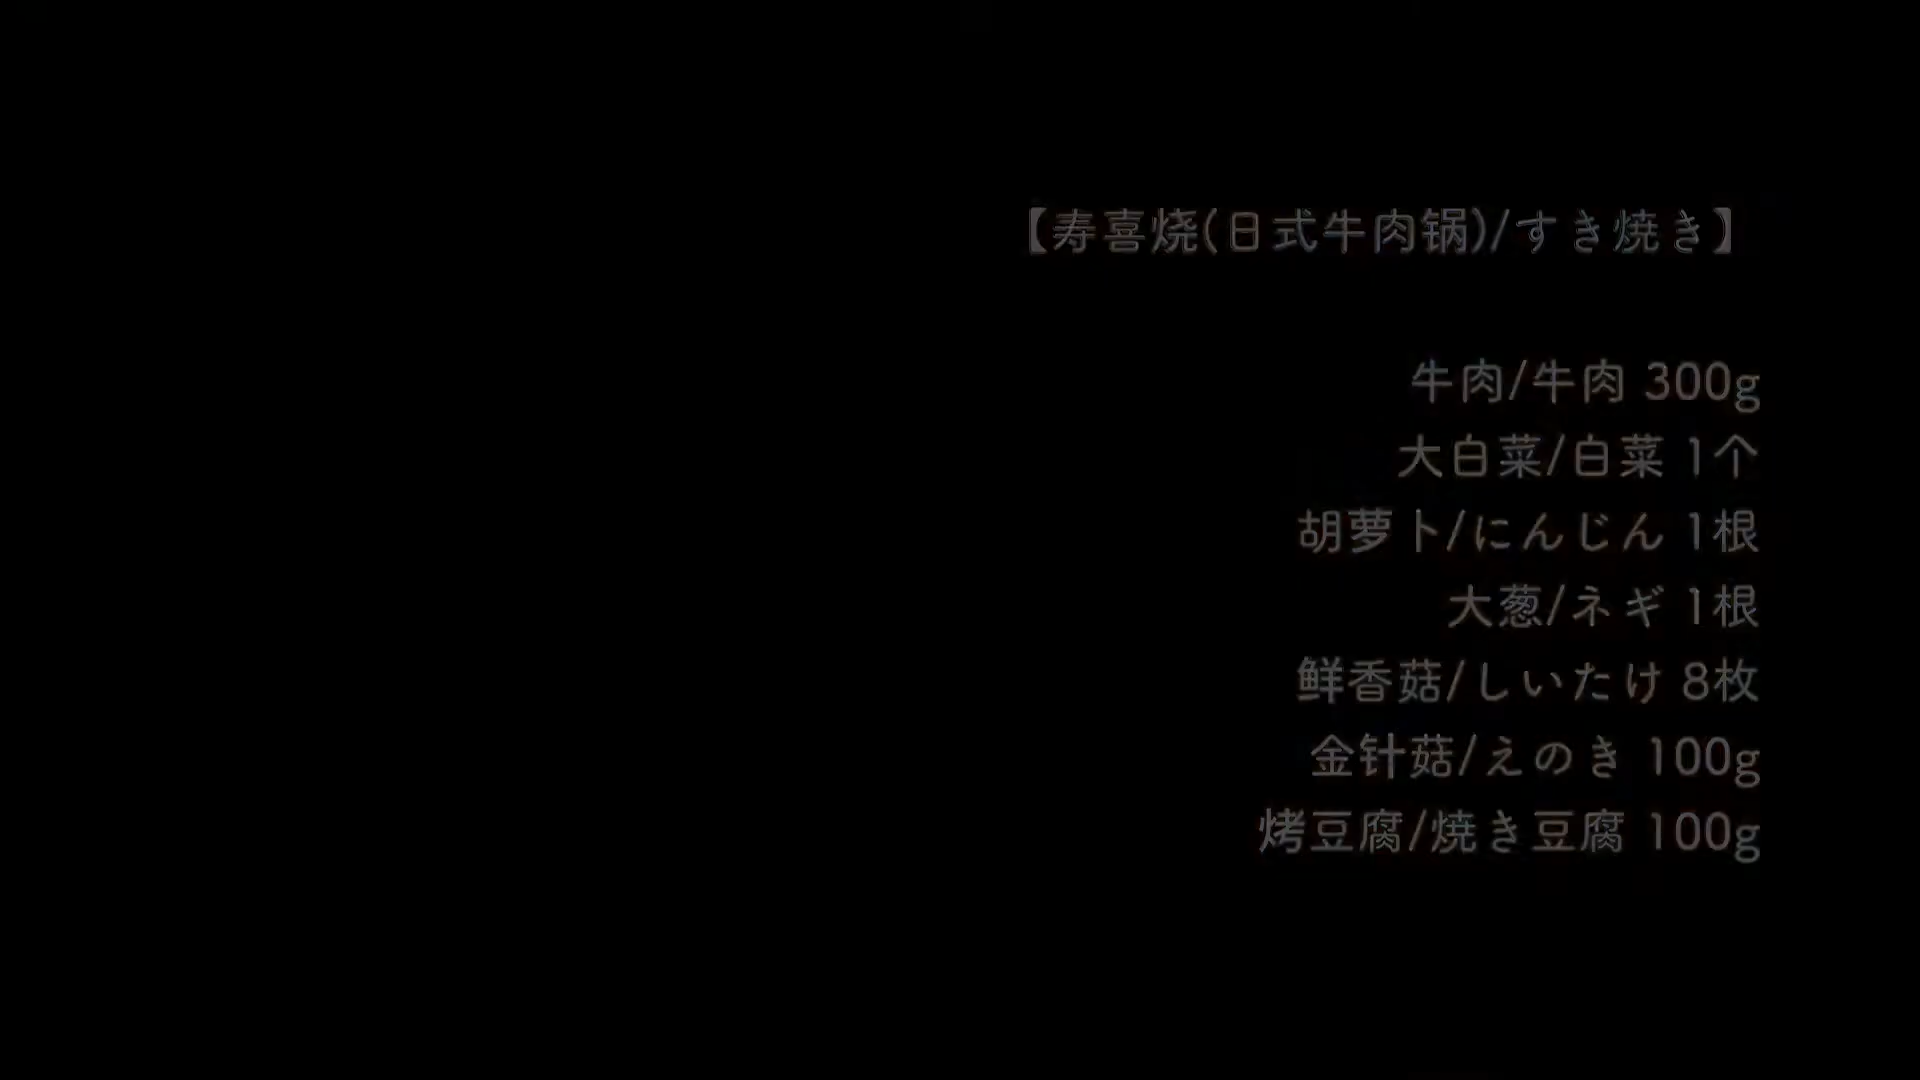 【寿喜烧(日式牛肉锅)/すき焼き】
牛肉/牛肉 300g
大白菜/白菜 1个
胡萝卜/にんじん 1根
大葱/ネギ 1根
鲜香菇/しいたけ 8枚
金针菇/えのき 100g
烤豆腐/焼き豆腐 100g